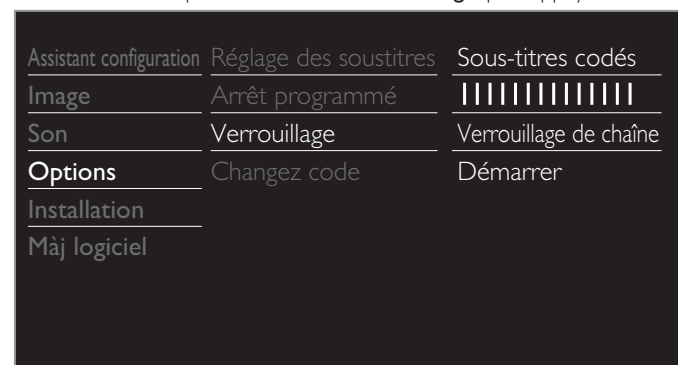 Assistant configuration Réglage des soustitres Sous-titres codés
Image Arrêt programmé ||||||||||||||
Son Verrouillage Verrouillage de chaîne
Options Changez code Démarrer
Installation
Màj logiciel